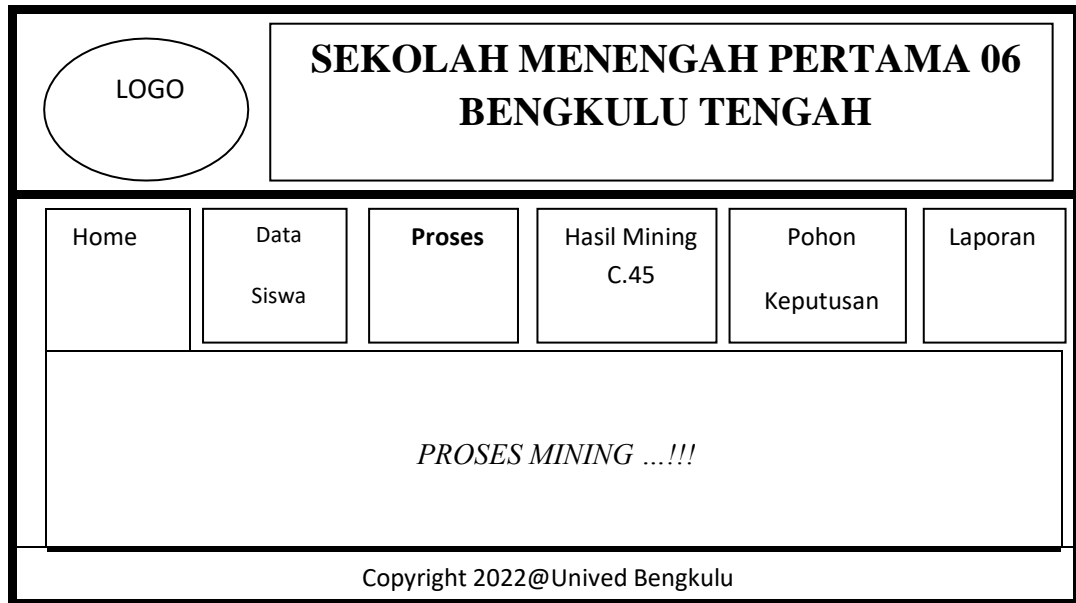 LOGO
SEKOLAH MENENGAH PERTAMA 06
BENGKULU TENGAH
Home
Data
Siswa
Proses
Hasil Mining
C.45
Pohon
Keputusan
Laporan
PROSES MINING ...!!!
Copyright 2022@Unived Bengkulu